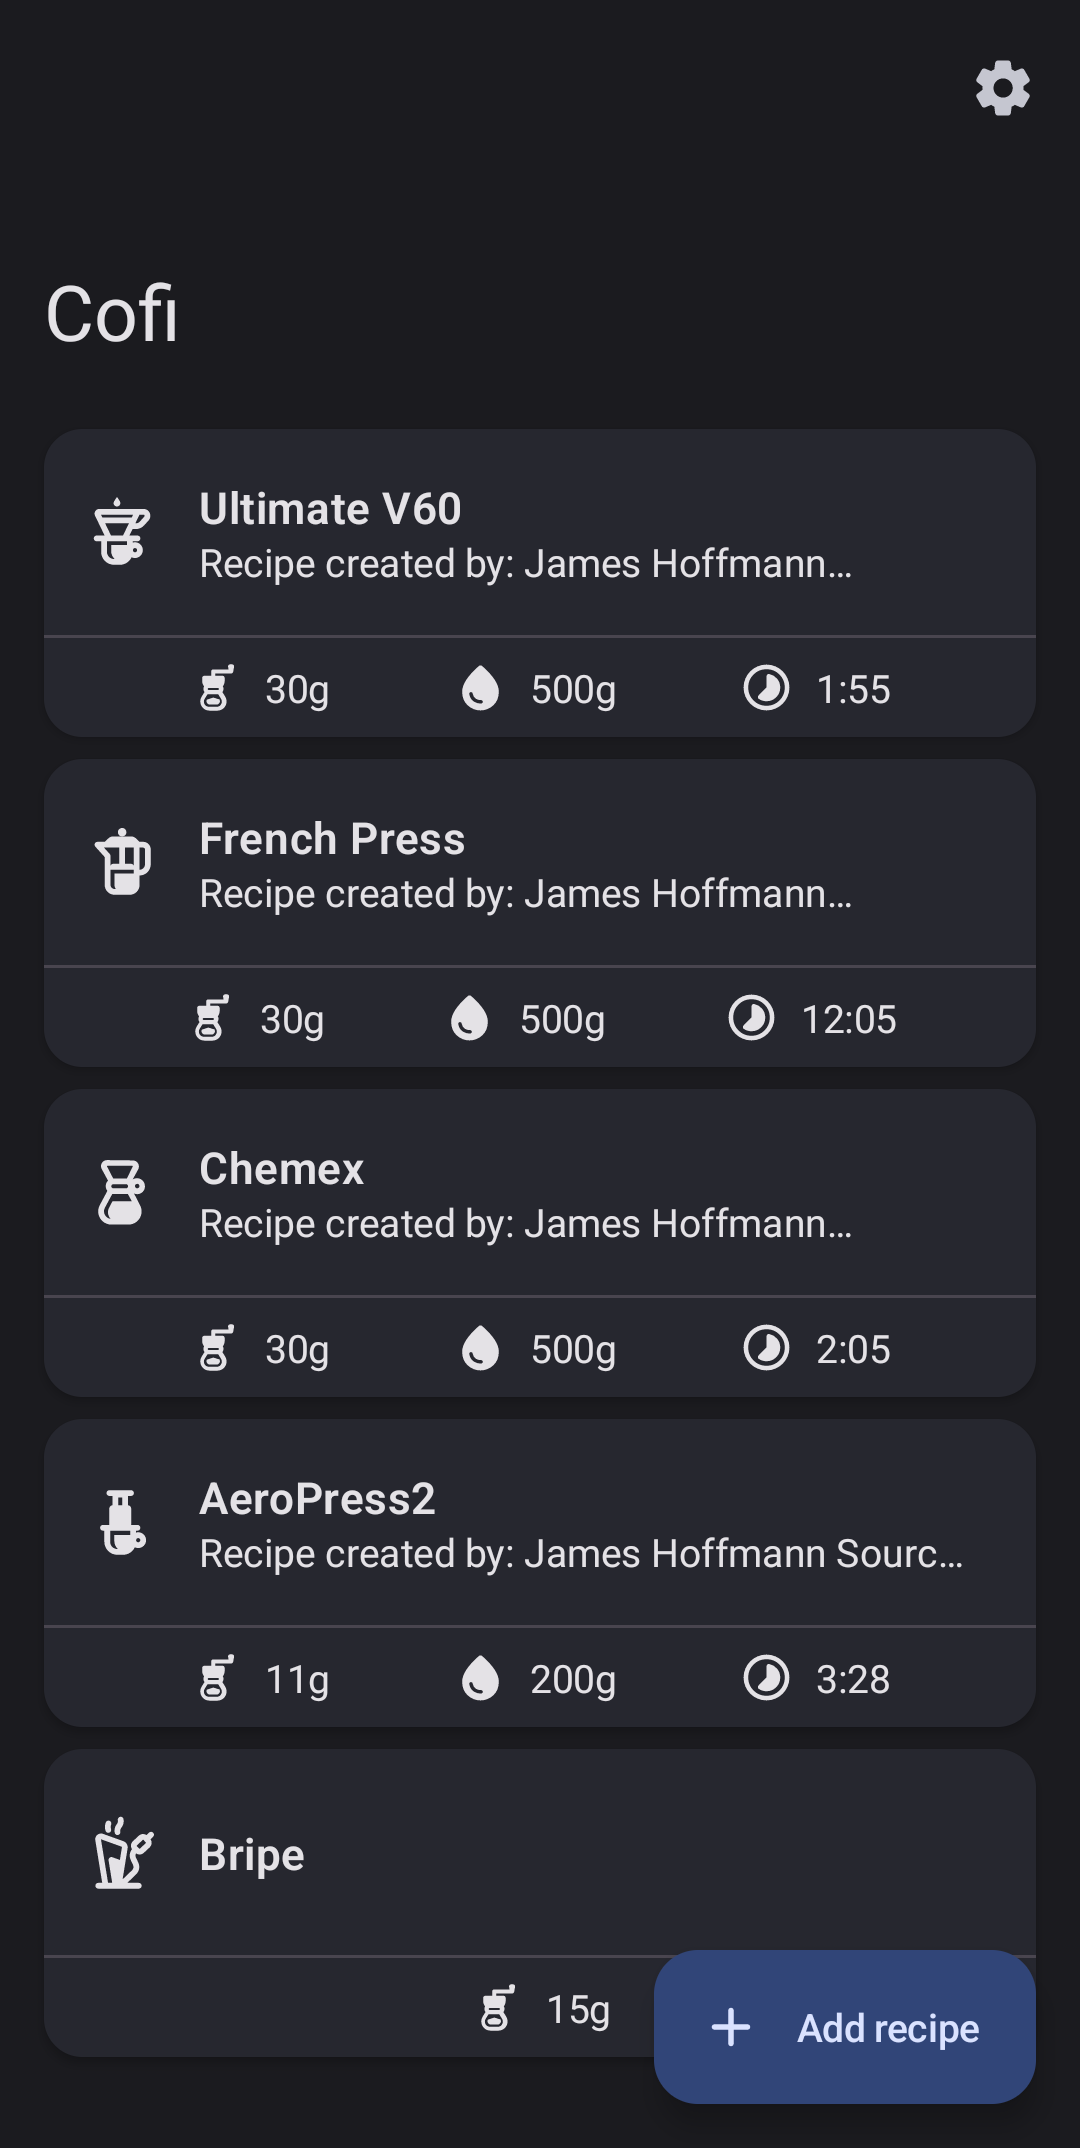 Cofi
Ultimate V60
Recipe created by: James Hoffmann…
30g 500g 1:55
French Press
Recipe created by: James Hoffmann…
30g 500g 12:05
Chemex
Recipe created by: James Hoffmann…
30g 500g 2:05
AeroPress2
Recipe created by: James Hoffmann Sourc…
11g 200g 3:28
Bripe
15g
Add recipe